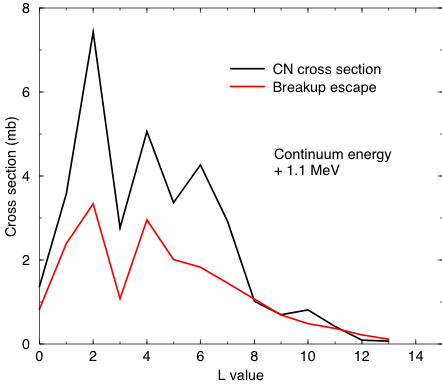 8
6
4
2
0
Cross section (mb)
CN cross section
Breakup escape
Continuum energy
+ 1.1 MeV
0 2 4 6 8 10 12 14
L value